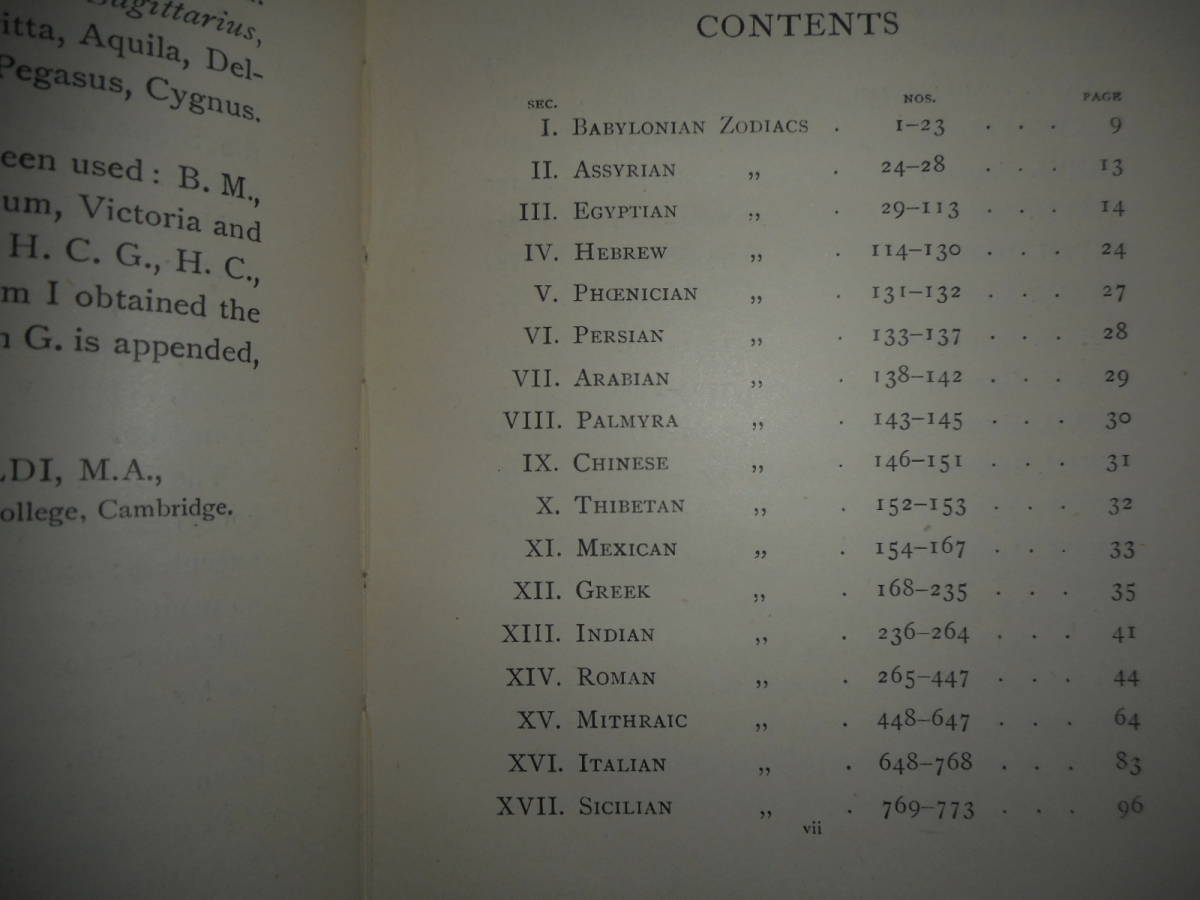 Sagittarius,
itta, Aquila, Del-
Pegasus, Cygnus.
een used: B. M.,
um, Victoria and
H. C. G., H. C.,
m I obtained the
G. is appended,
LDI, M.A.,
ollege, Cambridge.
CONTENTS
SEC. NOS. PAGE
I. BABYLONIAN ZODIACS . 1–23 . . . 9
II. ASSYRIAN ,, . 24–28 . . . 13
III. EGYPTIAN ,, . 29–113 . . . 14
IV. HEBREW ,, . 114–130 . . . 24
V. PHŒNICIAN ,, . 131–132 . . . 27
VI. PERSIAN ,, . 133–137 . . . 28
VII. ARABIAN ,, . 138–142 . . . 29
VIII. PALMYRA ,, . 143–145 . . . 30
IX. CHINESE ,, . 146–151 . . . 31
X. THIBETAN ,, . 152–153 . . . 32
XI. MEXICAN ,, . 154–167 . . . 33
XII. GREEK ,, . 168–235 . . . 35
XIII. INDIAN ,, . 236–264 . . . 41
XIV. ROMAN ,, . 265–447 . . . 44
XV. MITHRAIC ,, . 448–647 . . . 64
XVI. ITALIAN ,, . 648–768 . . . 83
XVII. SICILIAN ,, . 769–773 . . . 96
vii